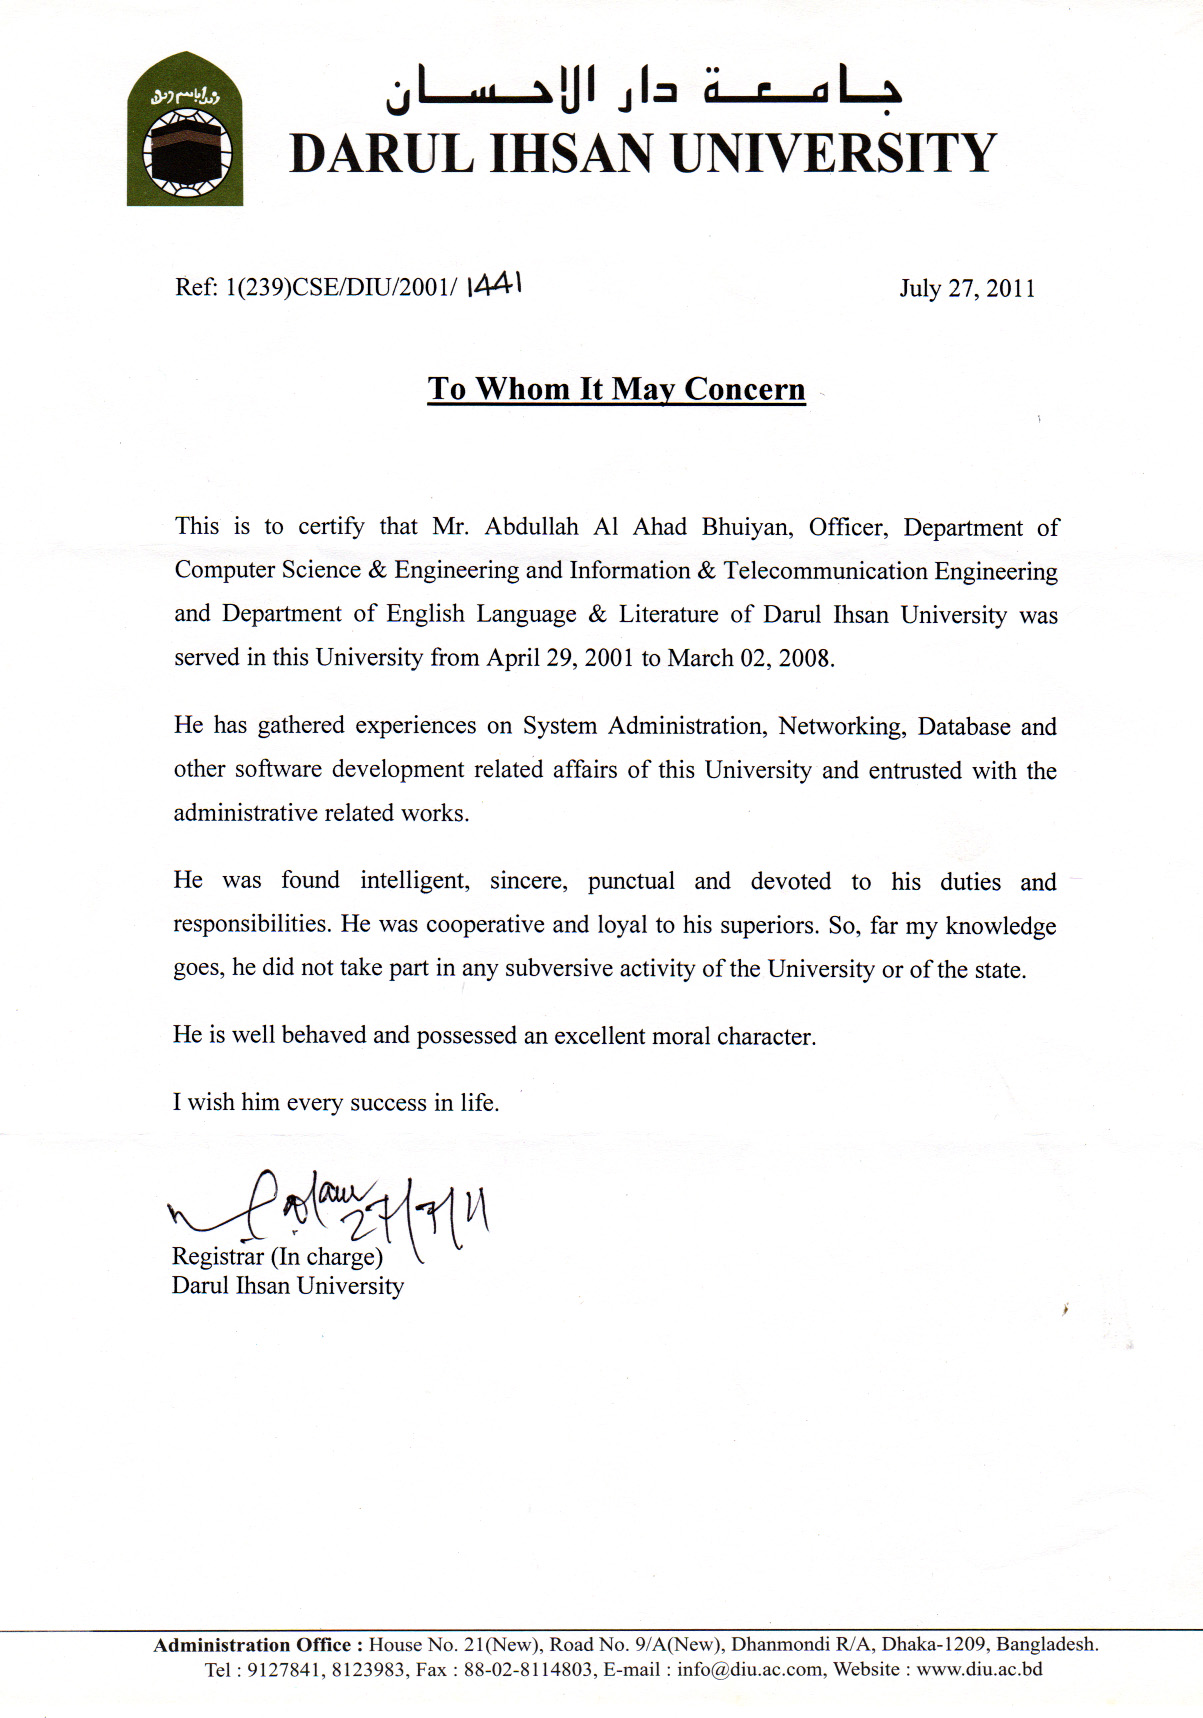 جامعة دار الاحسان
DARUL IHSAN UNIVERSITY
Ref: 1(239)CSE/DIU/2001/ 1441 July 27, 2011
To Whom It May Concern
This is to certify that Mr. Abdullah Al Ahad Bhuiyan, Officer, Department of
Computer Science & Engineering and Information & Telecommunication Engineering
and Department of English Language & Literature of Darul Ihsan University was
served in this University from April 29, 2001 to March 02, 2008.
He has gathered experiences on System Administration, Networking, Database and
other software development related affairs of this University and entrusted with the
administrative related works.
He was found intelligent, sincere, punctual and devoted to his duties and
responsibilities. He was cooperative and loyal to his superiors. So, far my knowledge
goes, he did not take part in any subversive activity of the University or of the state.
He is well behaved and possessed an excellent moral character.
I wish him every success in life.
27/7/11
Registrar (In charge)
Darul Ihsan University
Administration Office : House No. 21(New), Road No. 9/A(New), Dhanmondi R/A, Dhaka-1209, Bangladesh.
Tel : 9127841, 8123983, Fax : 88-02-8114803, E-mail : info@diu.ac.com, Website : www.diu.ac.bd